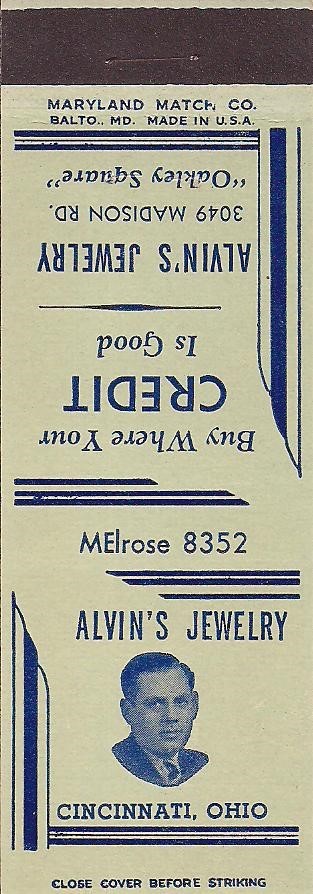 MARYLAND MATCH CO.
BALTO., MD. MADE IN U.S.A.
Buy Where Your
CREDIT
Is Good
ALVIN'S JEWELRY
3049 MADISON RD.
"Oakley Square"
MElrose 8352
ALVIN'S JEWELRY
CINCINNATI, OHIO
CLOSE COVER BEFORE STRIKING